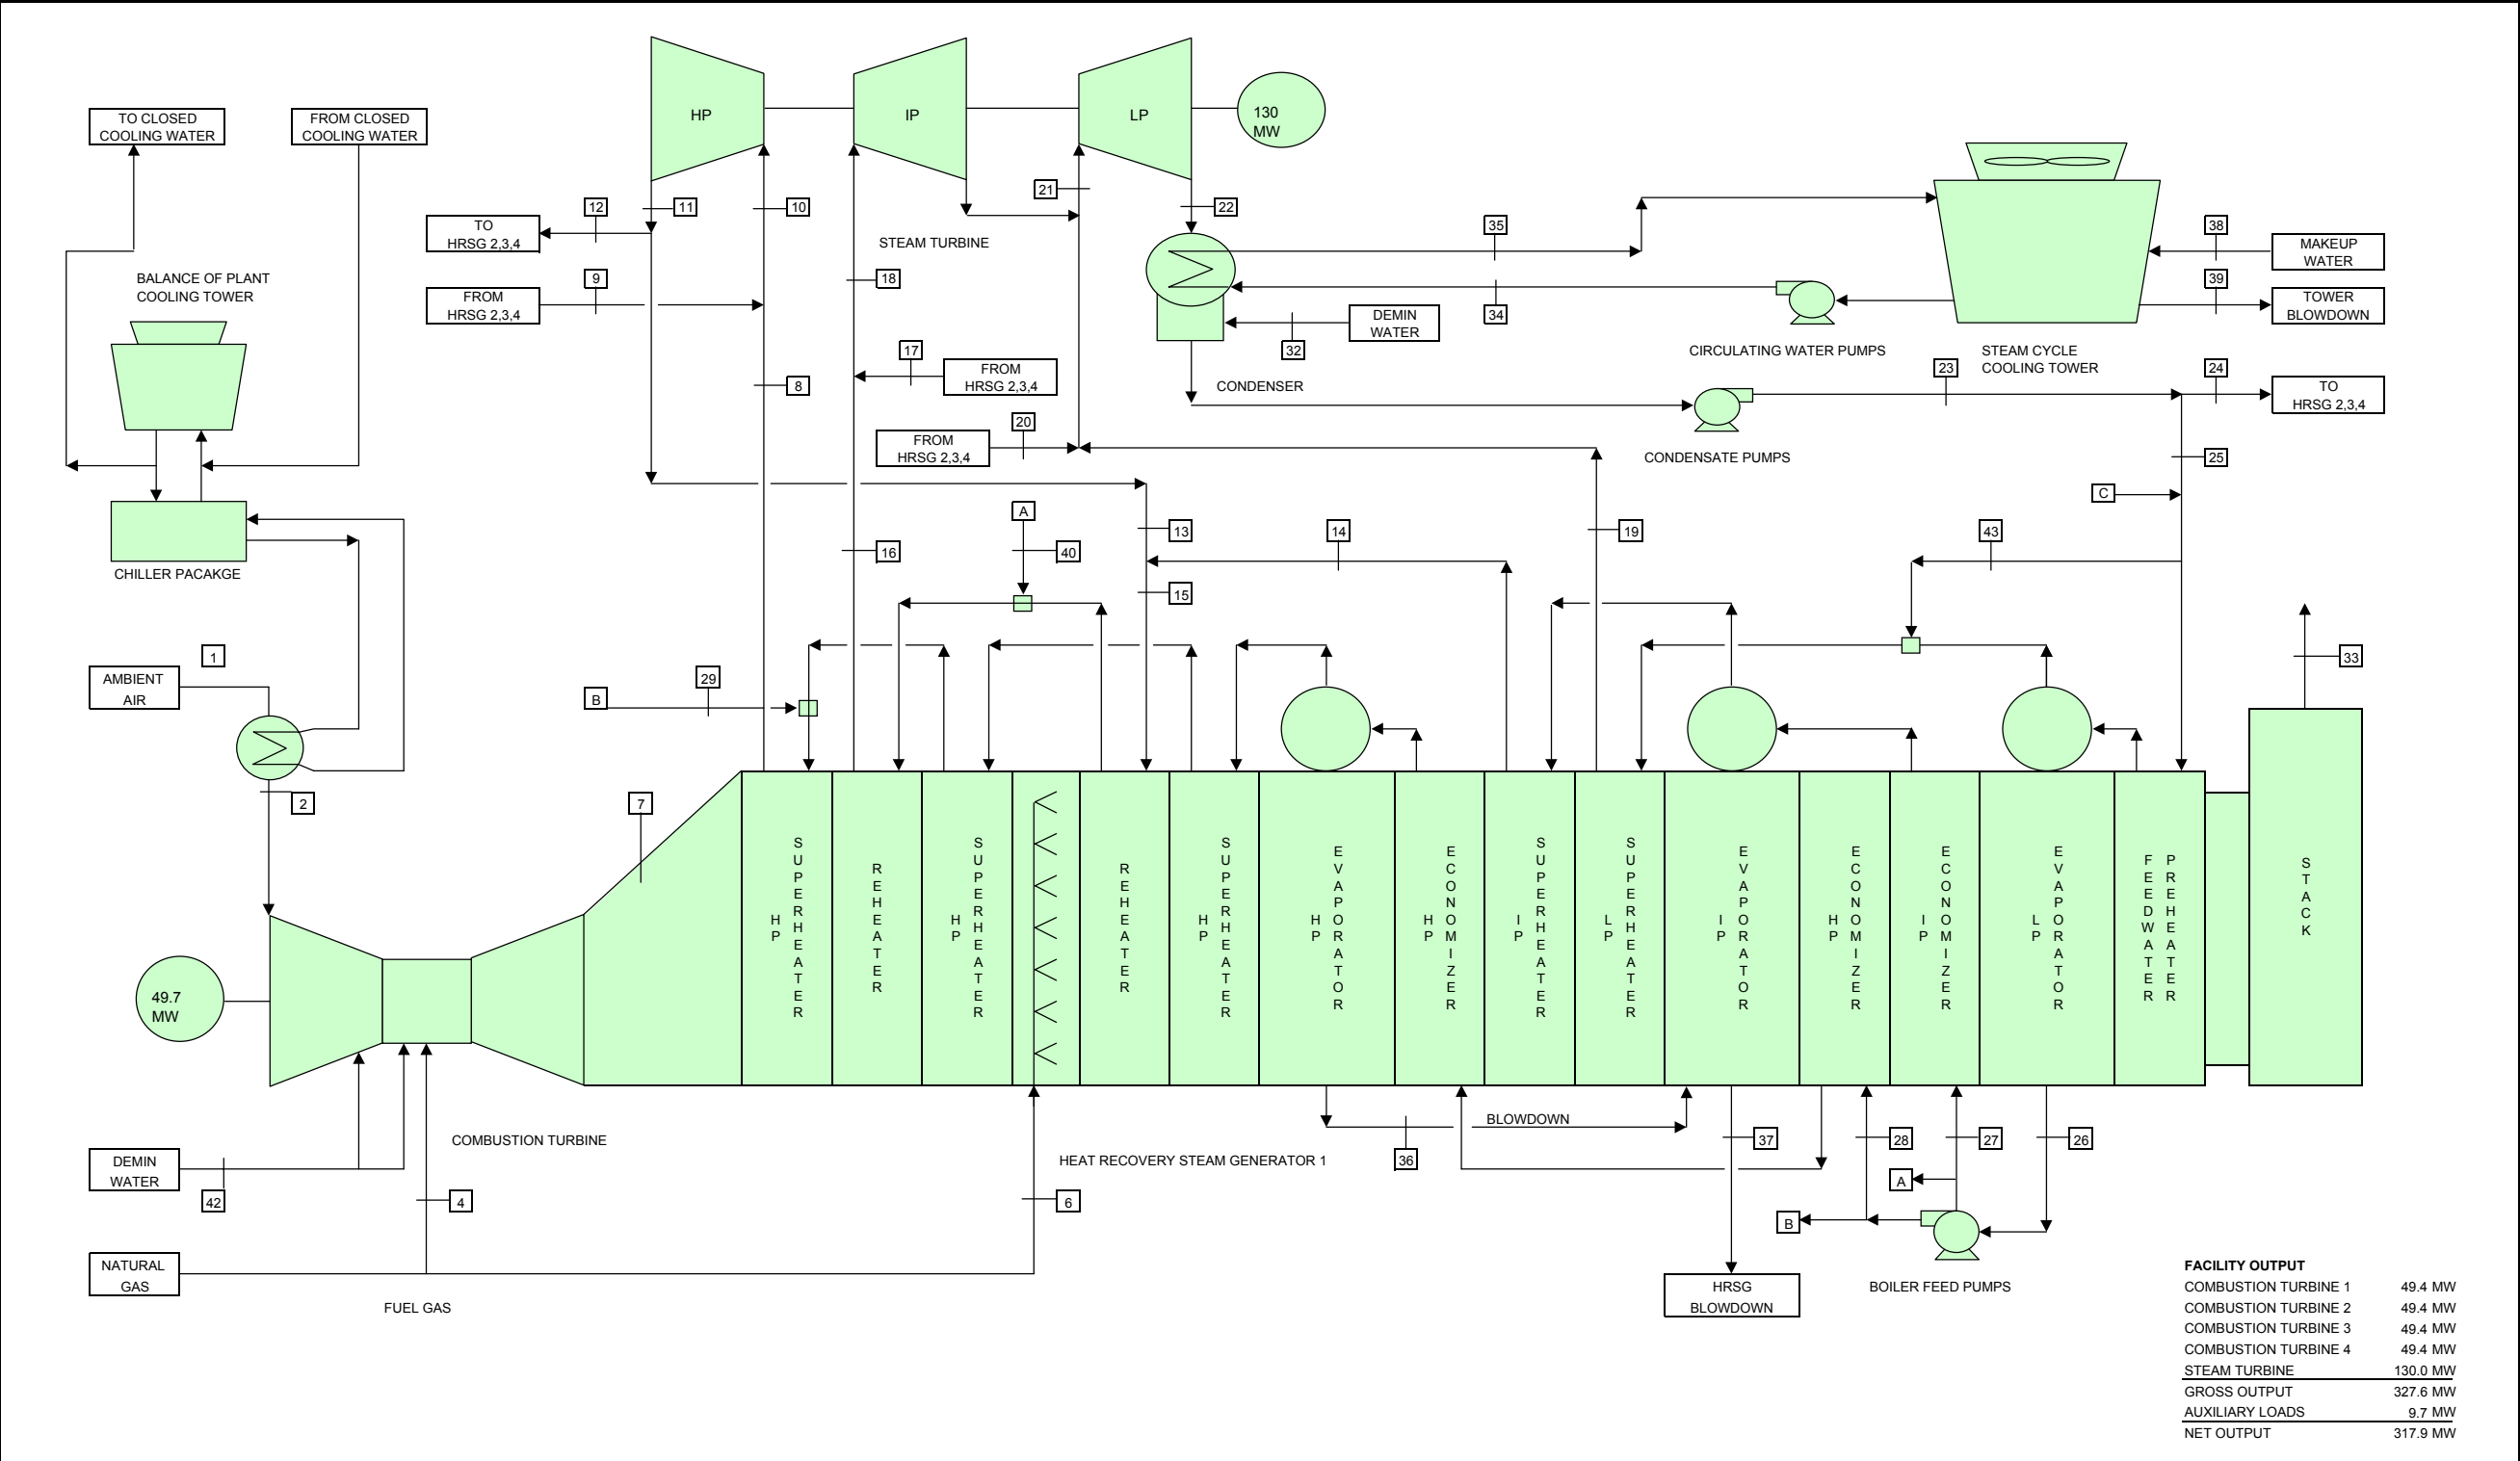 HP
IP
LP
130
MW
TO CLOSED
COOLING WATER
FROM CLOSED
COOLING WATER
12
11
10
21
22
35
38
TO
HRSG 2,3,4
STEAM TURBINE
MAKEUP
WATER
BALANCE OF PLANT
COOLING TOWER
9
18
39
FROM
HRSG 2,3,4
TOWER
BLOWDOWN
34
DEMIN
WATER
32
17
CIRCULATING WATER PUMPS
STEAM CYCLE
COOLING TOWER
FROM
HRSG 2,3,4
8
CONDENSER
23
24
TO
HRSG 2,3,4
20
FROM
HRSG 2,3,4
CONDENSATE PUMPS
25
C
A
13
14
19
43
16
40
CHILLER PACAKGE
15
1
33
AMBIENT
AIR
29
B
2
7
HP
SUPERHEATER
REHEATER
HP
SUPERHEATER
REHEATER
HP
SUPERHEATER
HP
EVAPORATOR
HP
ECONOMIZER
IP
SUPERHEATER
LP
SUPERHEATER
IP
EVAPORATOR
HP
ECONOMIZER
IP
ECONOMIZER
LP
EVAPORATOR
FEEDWATER
PREHEATER
STACK
49.7
MW
COMBUSTION TURBINE
BLOWDOWN
36
37
28
27
26
HEAT RECOVERY STEAM GENERATOR 1
DEMIN
WATER
42
4
6
A
B
NATURAL
GAS
FUEL GAS
HRSG
BLOWDOWN
BOILER FEED PUMPS
FACILITY OUTPUT
COMBUSTION TURBINE 1 49.4 MW
COMBUSTION TURBINE 2 49.4 MW
COMBUSTION TURBINE 3 49.4 MW
COMBUSTION TURBINE 4 49.4 MW
STEAM TURBINE 130.0 MW
GROSS OUTPUT 327.6 MW
AUXILIARY LOADS 9.7 MW
NET OUTPUT 317.9 MW